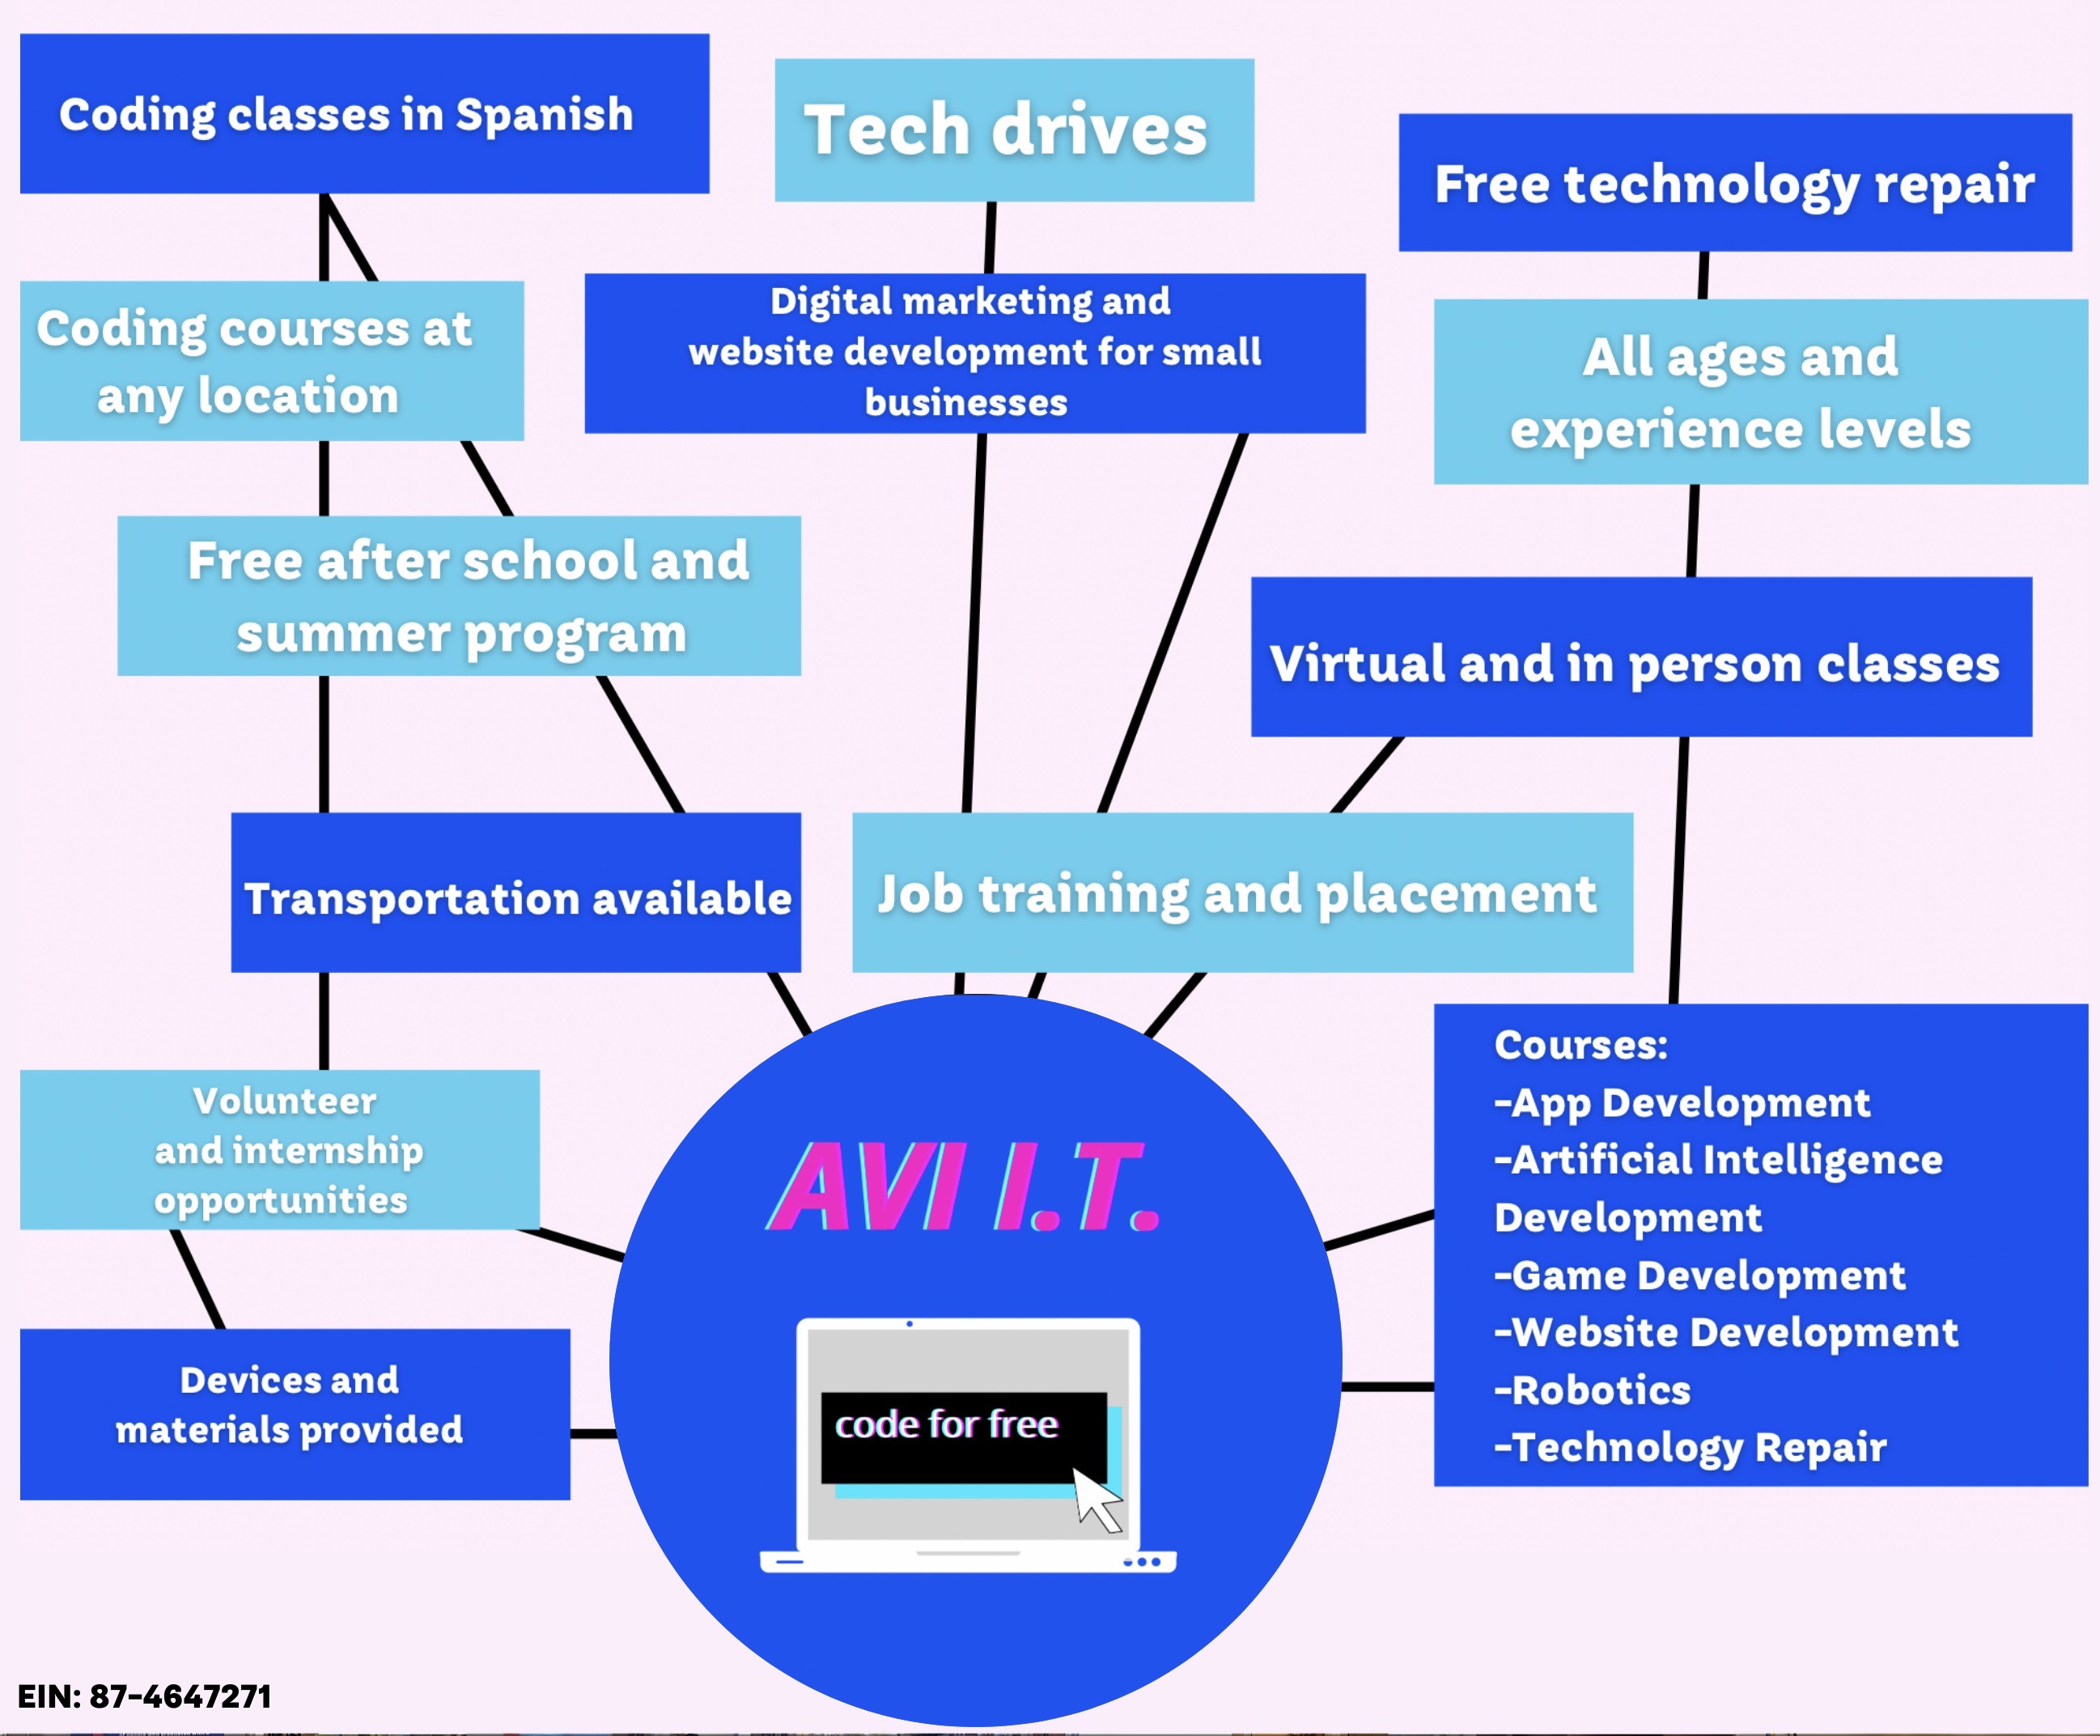 Coding classes in Spanish
Tech drives
Free technology repair
Coding courses at
any location
Digital marketing and
website development for small
businesses
All ages and
experience levels
Free after school and
summer program
Virtual and in person classes
Transportation available
Job training and placement
Volunteer
and internship
opportunities
Devices and
materials provided
AVI I.T.
code for free
Courses:
-App Development
-Artificial Intelligence
Development
-Game Development
-Website Development
-Robotics
-Technology Repair
EIN: 87-4647271